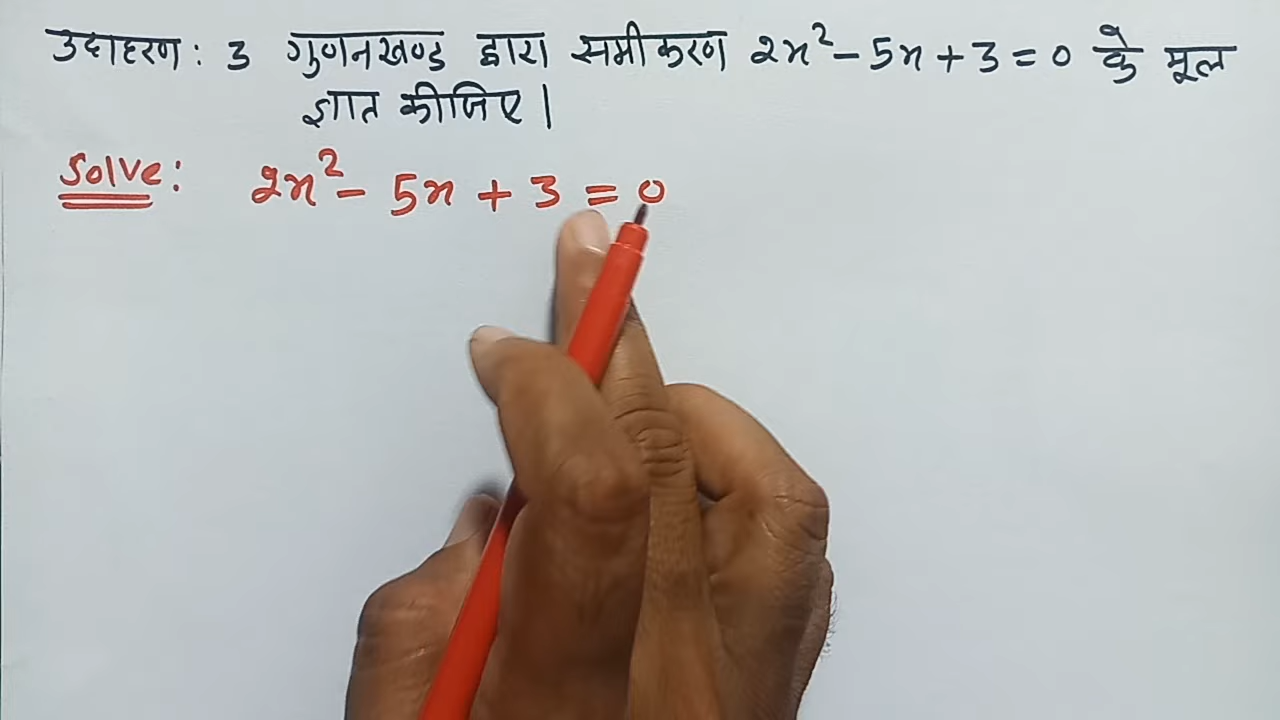 उदाहरण : 3 गुणनखण्ड द्वारा समीकरण 2x² - 5x + 3 = 0 के मूल
ज्ञात कीजिए।
Solve: 2x² - 5x + 3 = 0